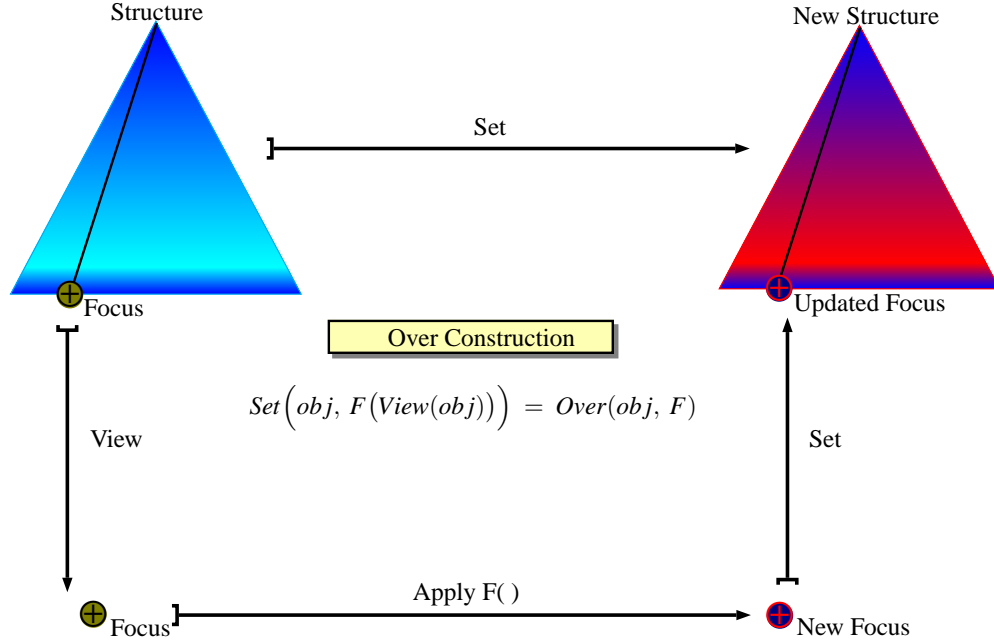 Structure
New Structure
Set
Focus
Updated Focus
Over Construction
Set(obj, F(View(obj))) = Over(obj, F)
View
Set
Apply F( )
Focus
New Focus